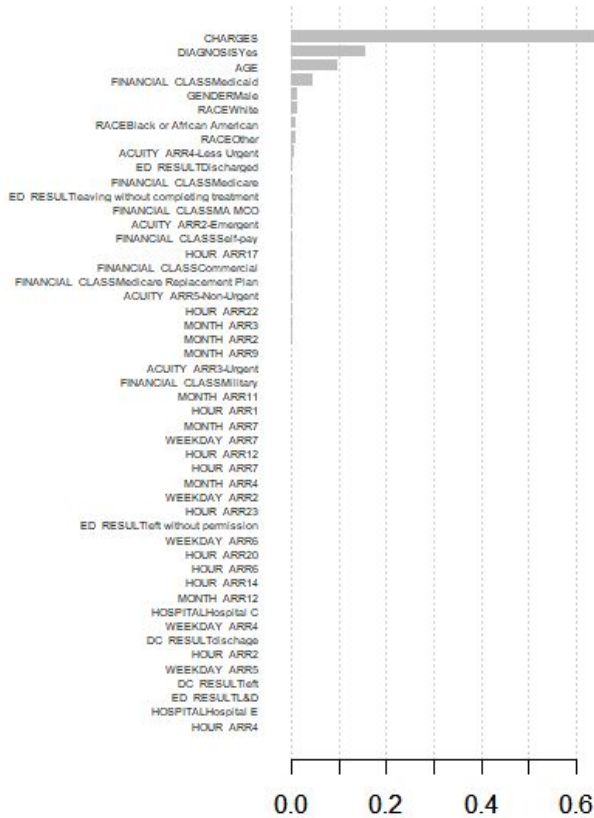 CHARGES
DIAGNOSISYes
AGE
FINANCIAL CLASSMedicaid
GENDERMale
RACEWhite
RACEBlack or African American
RACEOther
ACUITY ARR4-Less Urgent
ED RESULTDischarged
FINANCIAL CLASSMedicare
ED RESULTleaving without completing treatment
FINANCIAL CLASSMA MCO
ACUITY ARR2-Emergent
FINANCIAL CLASSSelf-pay
HOUR ARR17
FINANCIAL CLASSCommercial
FINANCIAL CLASSMedicare Replacement Plan
ACUITY ARR5-Non-Urgent
HOUR ARR22
MONTH ARR3
MONTH ARR2
MONTH ARR9
ACUITY ARR3-Urgent
FINANCIAL CLASSMilitary
MONTH ARR11
HOUR ARR1
MONTH ARR7
WEEKDAY ARR7
HOUR ARR12
HOUR ARR7
MONTH ARR4
WEEKDAY ARR2
HOUR ARR23
ED RESULTleft without permission
WEEKDAY ARR6
HOUR ARR20
HOUR ARR6
HOUR ARR14
MONTH ARR12
HOSPITALHospital C
WEEKDAY ARR4
DC RESULTdischage
HOUR ARR2
WEEKDAY ARR5
DC RESULTleft
ED RESULTL&D
HOSPITALHospital E
HOUR ARR4
0.0 0.2 0.4 0.6